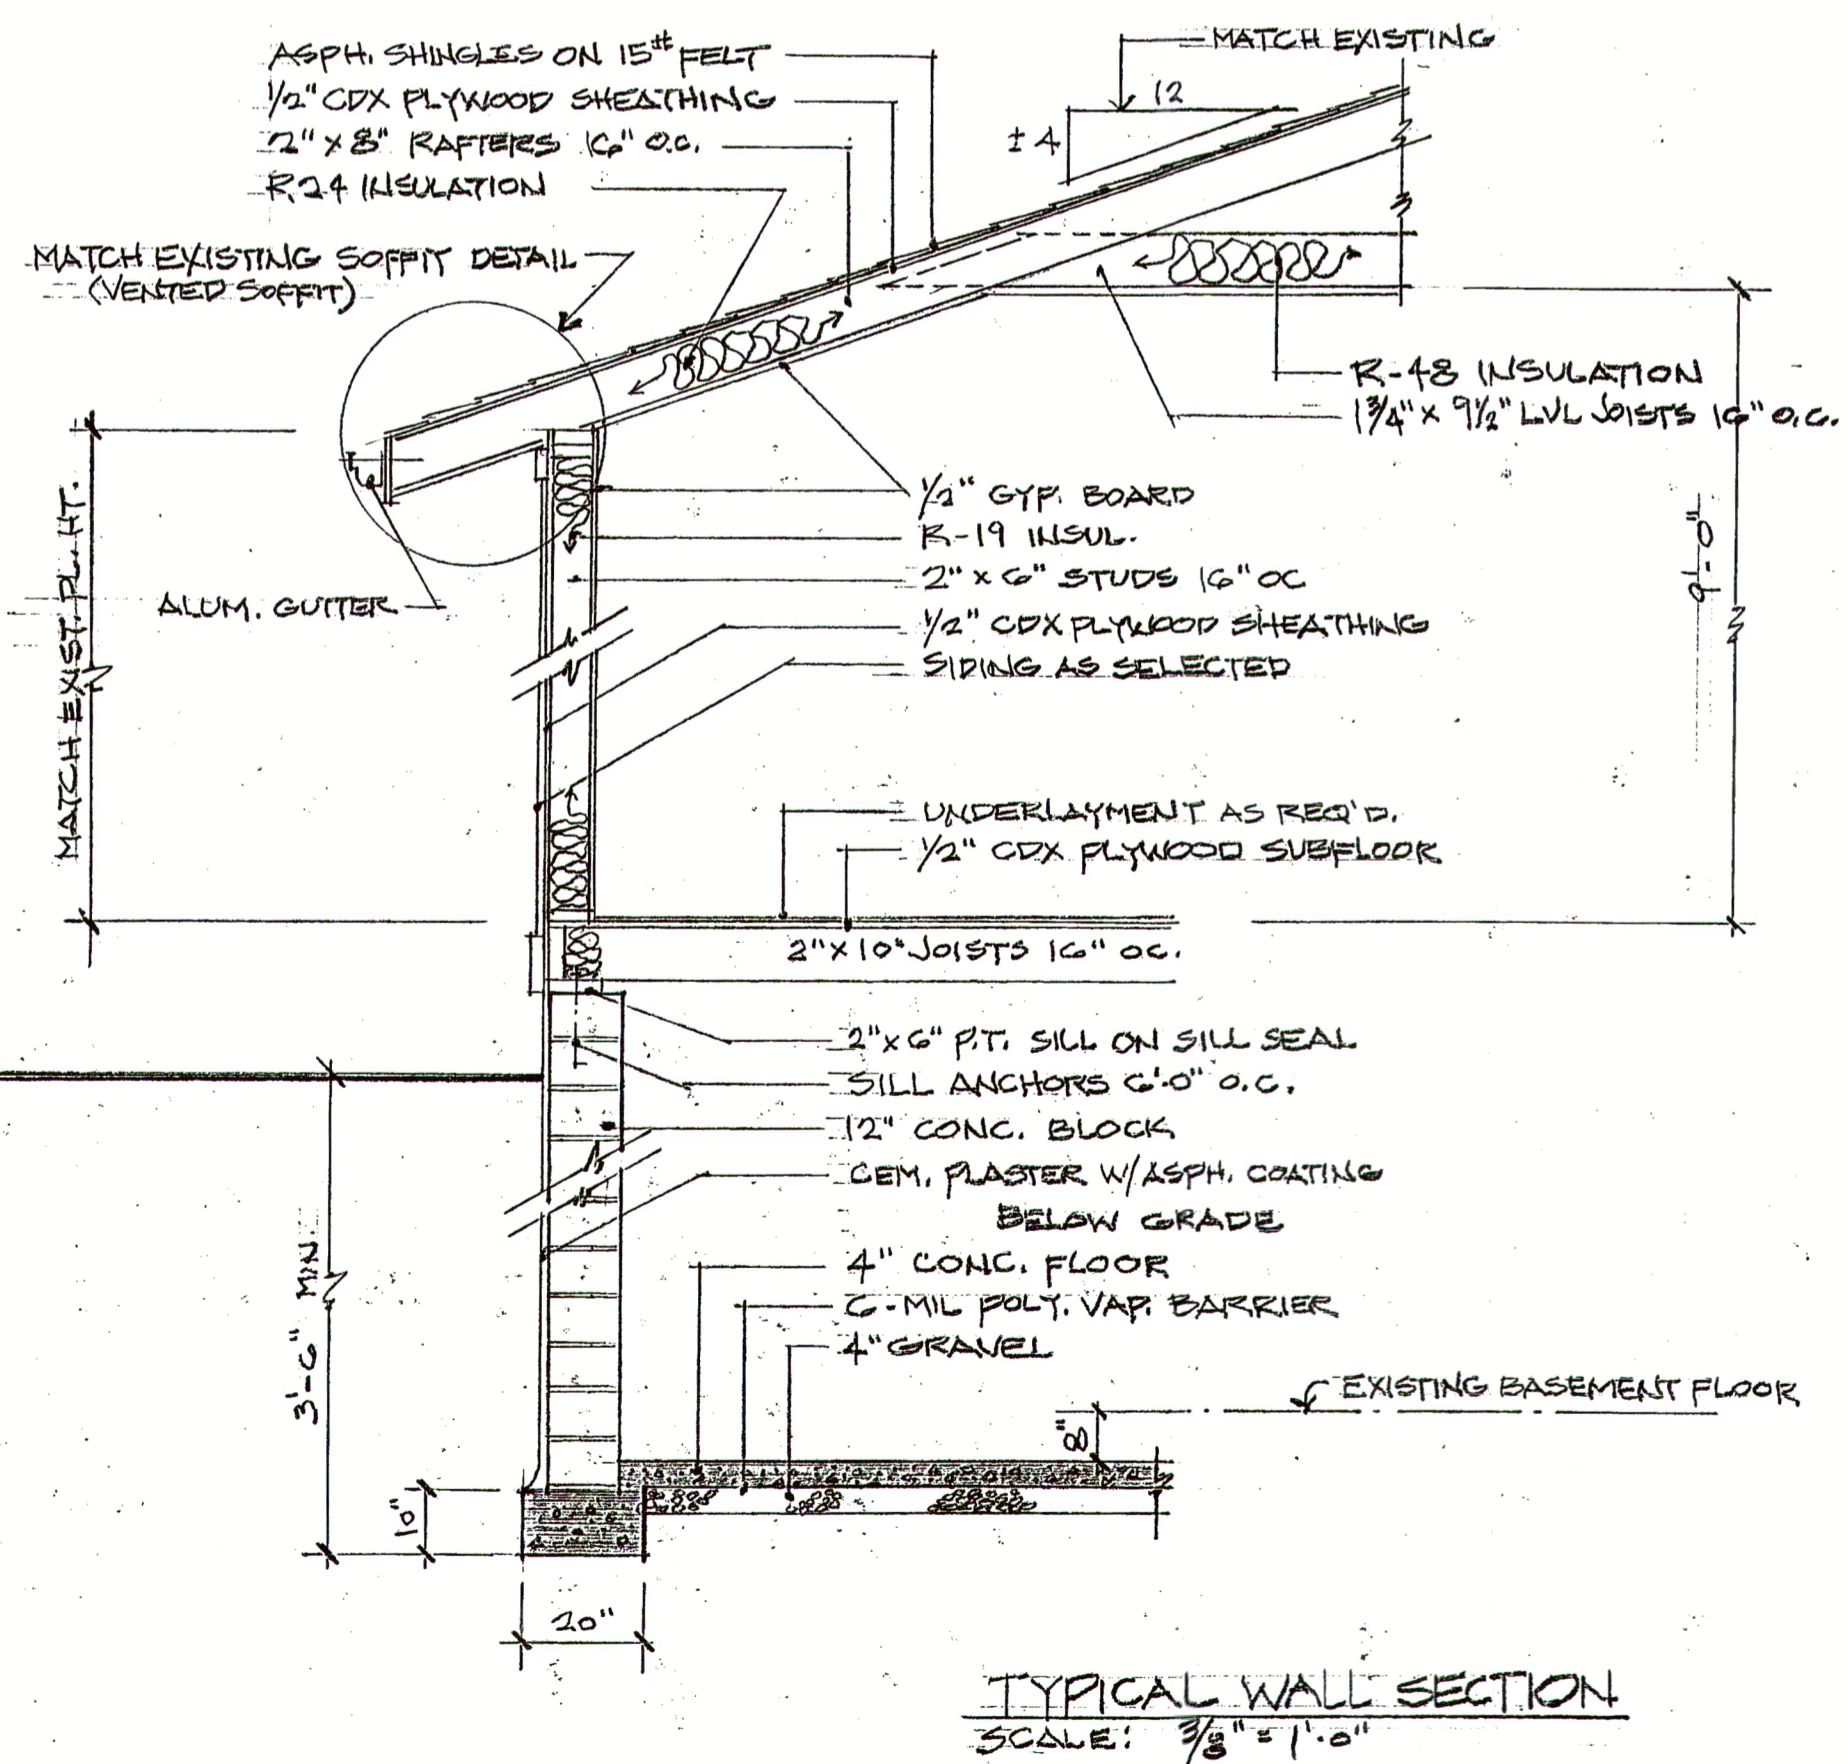 ASPH. SHINGLES ON 15# FELT
1/2" CDX PLYWOOD SHEATHING
2" X 8" RAFTERS 16" O.C.
R.24 INSULATION
MATCH EXISTING SOFFIT DETAIL
(VENTED SOFFIT)
MATCH EXISTING
12
± 4
R-48 INSULATION
1 3/4" X 9 1/2" LVL JOISTS 16" O.C.
MATCH EXIST. PL. HT.
ALUM. GUTTER
1/2" GYP. BOARD
R-19 INSUL.
2" X 6" STUDS 16" OC
1/2" CDX PLYWOOD SHEATHING
SIDING AS SELECTED
9'-0"
UNDERLAYMENT AS REQ'D.
1/2" CDX PLYWOOD SUBFLOOR
2" X 10" JOISTS 16" OC.
2" X 6" P.T. SILL ON SILL SEAL
SILL ANCHORS 6'-0" O.C.
12" CONC. BLOCK
CEM. PLASTER W/ASPH. COATING
BELOW GRADE
4" CONC. FLOOR
6-MIL POLY. VAP. BARRIER
4" GRAVEL
3'-6" MIN.
EXISTING BASEMENT FLOOR
8"
10"
20"
TYPICAL WALL SECTION
SCALE: 3/8" = 1'-0"